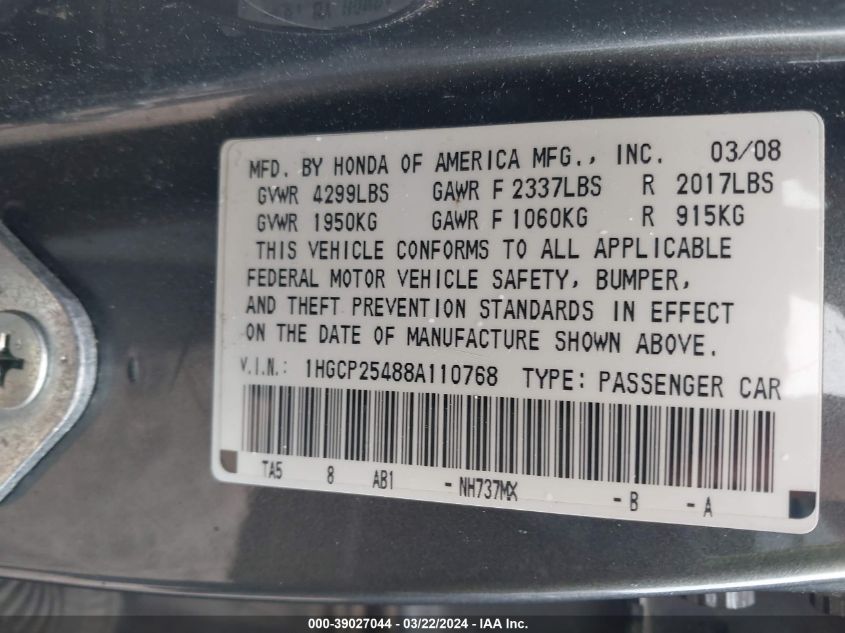 MFD. BY HONDA OF AMERICA MFG., INC. 03/08
GVWR 4299LBS GAWR F 2337LBS R 2017LBS
GVWR 1950KG GAWR F 1060KG R 915KG
THIS VEHICLE CONFORMS TO ALL APPLICABLE
FEDERAL MOTOR VEHICLE SAFETY, BUMPER,
AND THEFT PREVENTION STANDARDS IN EFFECT
ON THE DATE OF MANUFACTURE SHOWN ABOVE.
V.I.N.: 1HGCP25488A110768 TYPE: PASSENGER CAR
TA5 8 AB1 - NH737MX - B - A
000-39027044 - 03/22/2024 - IAA Inc.